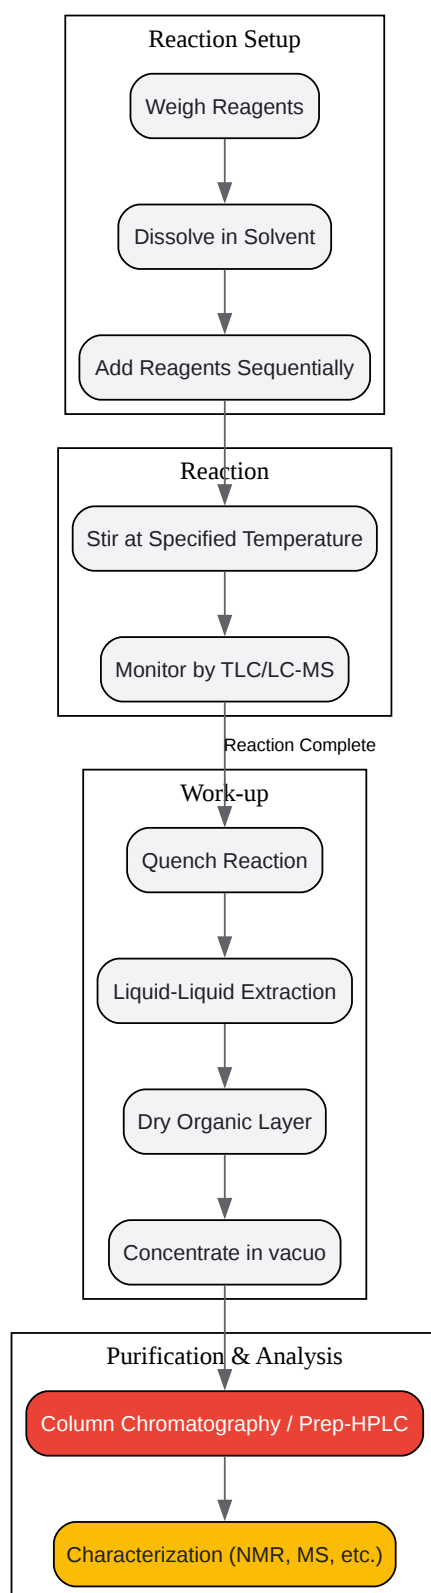 Reaction Setup
Weigh Reagents
Dissolve in Solvent
Add Reagents Sequentially
Reaction
Stir at Specified Temperature
Monitor by TLC/LC-MS
Reaction Complete
Work-up
Quench Reaction
Liquid-Liquid Extraction
Dry Organic Layer
Concentrate in vacuo
Purification & Analysis
Column Chromatography / Prep-HPLC
Characterization (NMR, MS, etc.)